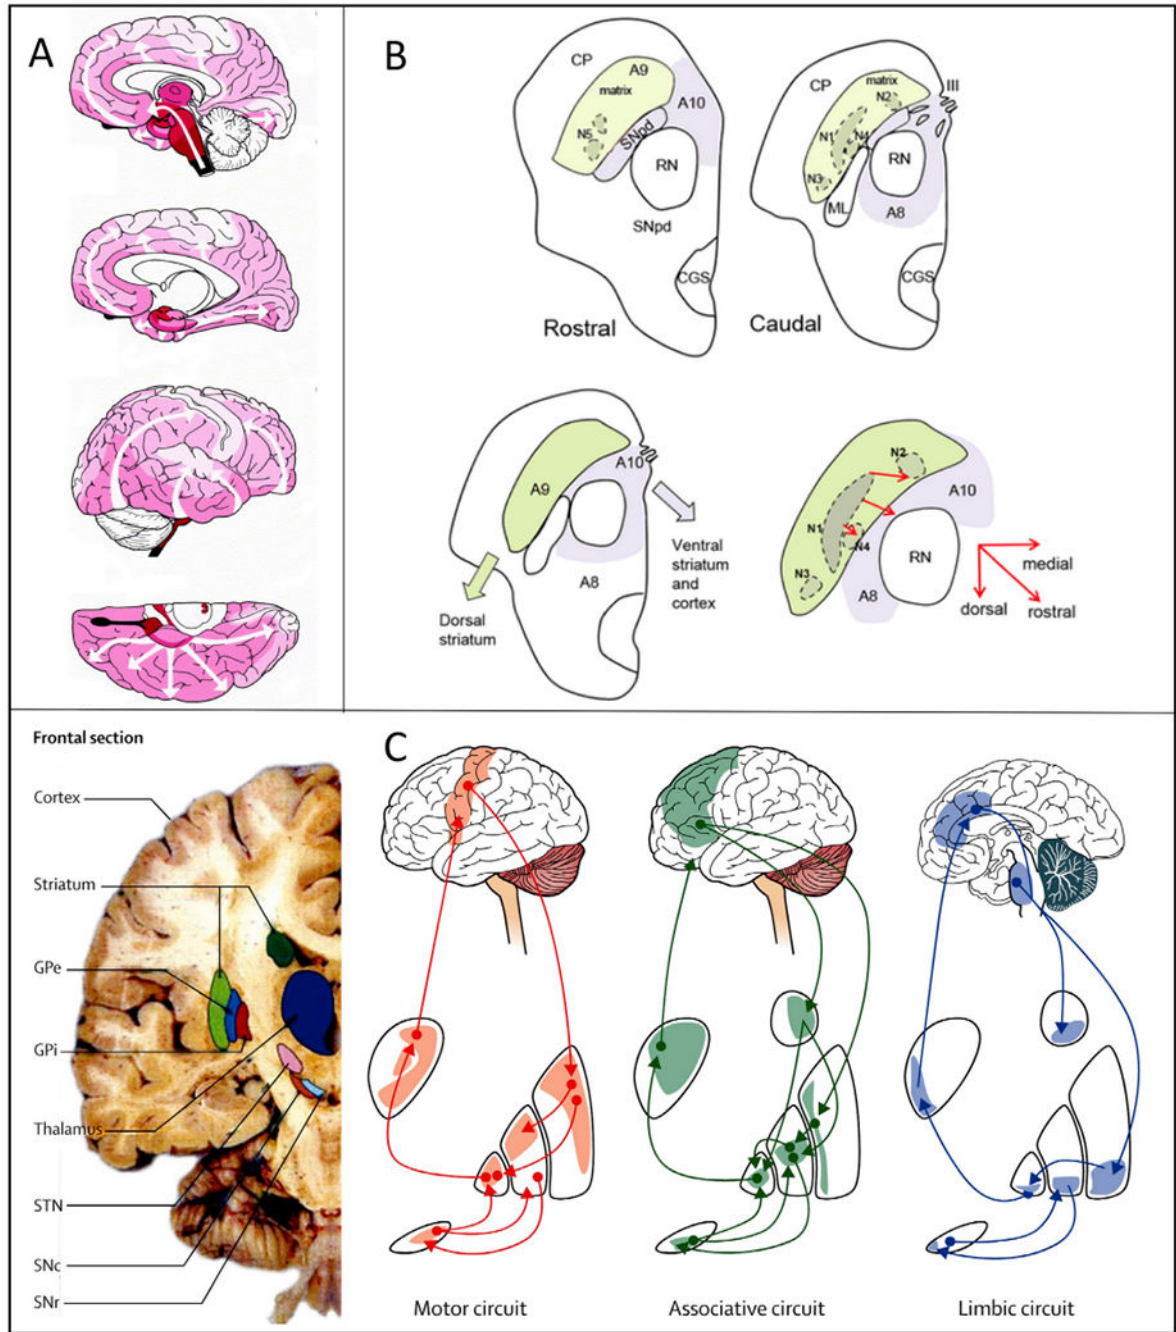 A
B
CP
A9
matrix
A10
N5
SNpd
RN
SNpd
CGS
Rostral
CP
matrix
N2
III
N1
N4
RN
N3
ML
A8
CGS
Caudal
A10
A9
A8
Dorsal
striatum
Ventral
striatum
and
cortex
N2
A10
N1
N4
RN
N3
A8
medial
dorsal
rostral
Frontal section
Cortex
Striatum
GPe
GPi
Thalamus
STN
SNc
SNr
C
Motor circuit
Associative circuit
Limbic circuit